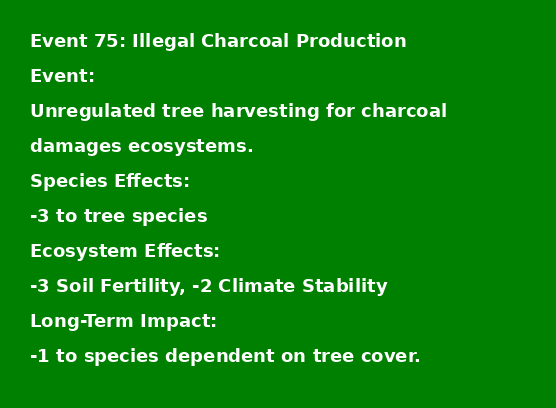 Event 75: Illegal Charcoal Production
Event:
Unregulated tree harvesting for charcoal
damages ecosystems.
Species Effects:
-3 to tree species
Ecosystem Effects:
-3 Soil Fertility, -2 Climate Stability
Long-Term Impact:
-1 to species dependent on tree cover.